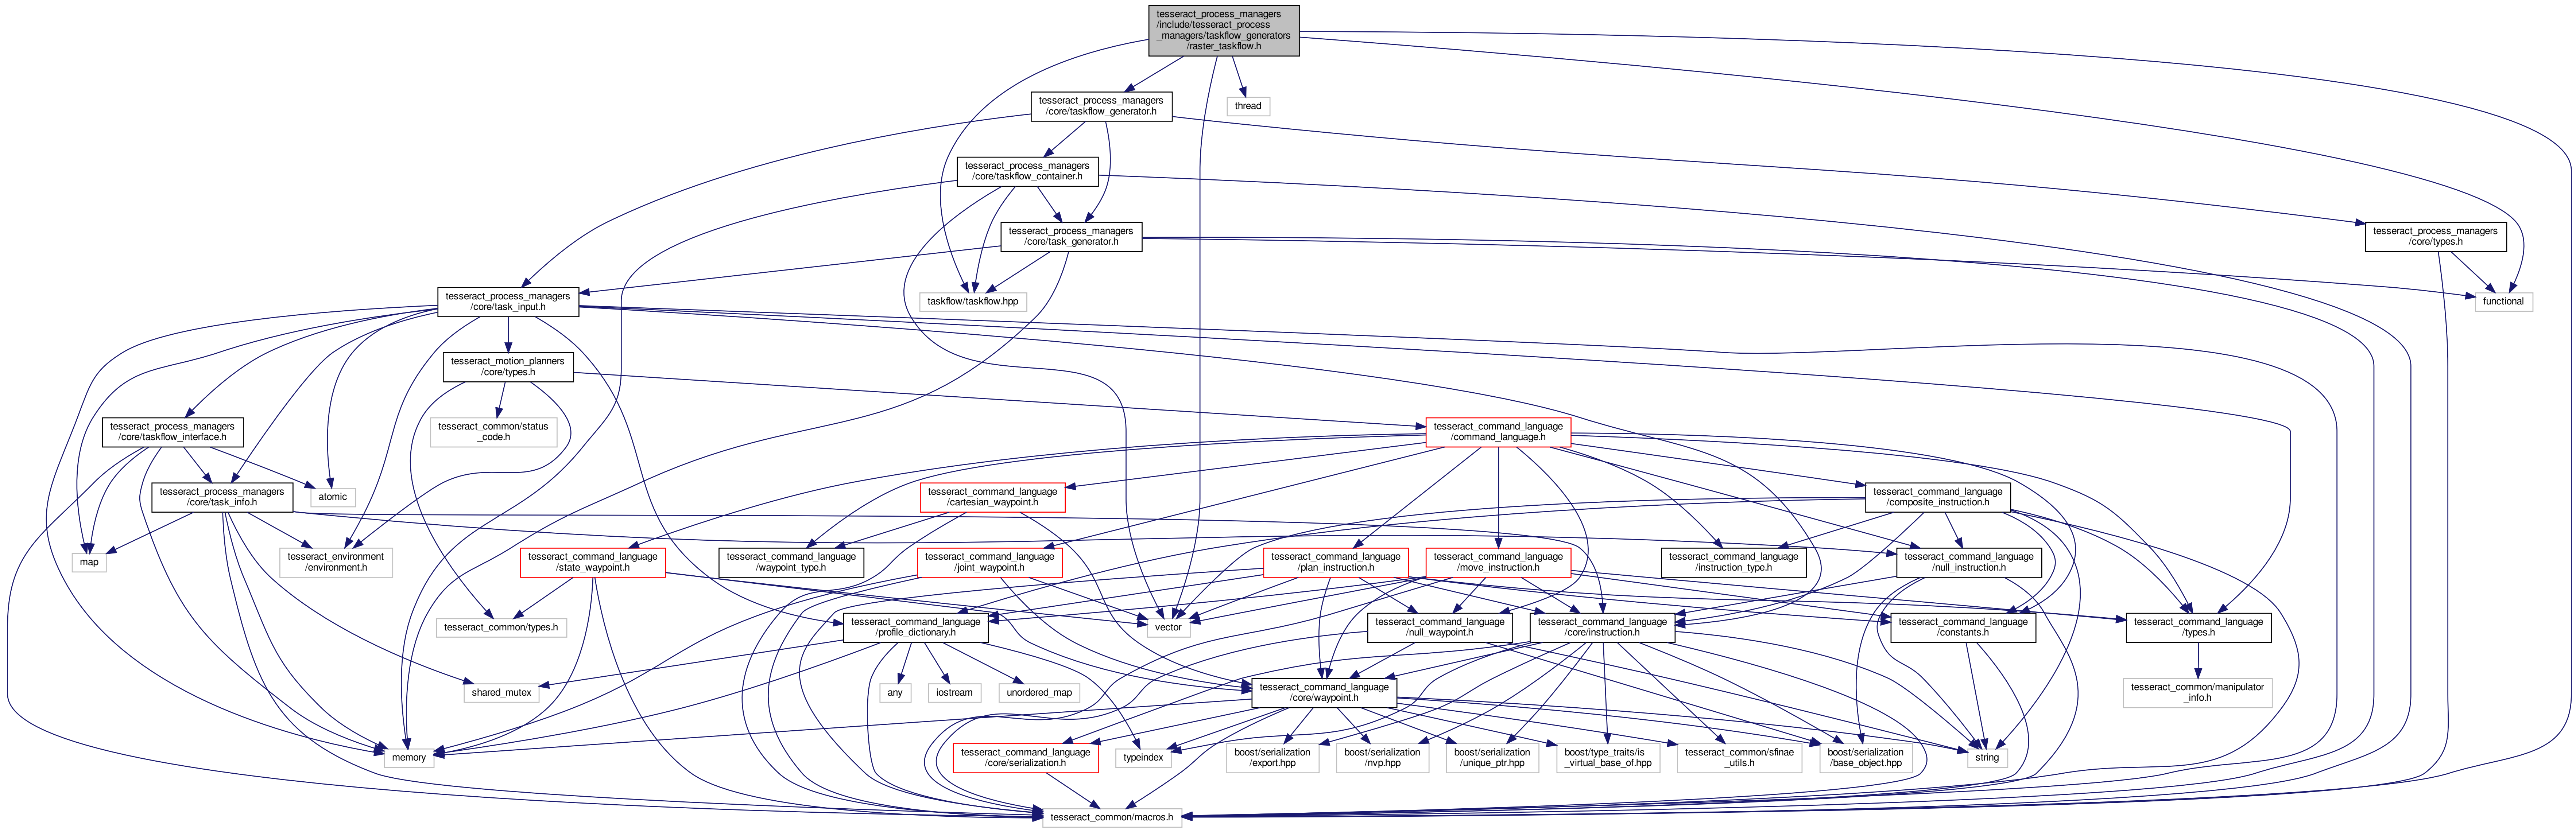 tesseract_process_managers
/include/tesseract_process
_managers/taskflow_generators
/raster_taskflow.h
tesseract_process_managers
/core/taskflow_generator.h
thread
tesseract_process_managers
/core/taskflow_container.h
tesseract_process_managers
/core/task_generator.h
tesseract_process_managers
/core/types.h
tesseract_process_managers
/core/task_input.h
taskflow/taskflow.hpp
functional
tesseract_motion_planners
/core/types.h
tesseract_process_managers
/core/taskflow_interface.h
tesseract_common/status
_code.h
tesseract_command_language
/command_language.h
tesseract_process_managers
/core/task_info.h
atomic
tesseract_command_language
/cartesian_waypoint.h
tesseract_command_language
/composite_instruction.h
map
tesseract_environment
/environment.h
tesseract_command_language
/state_waypoint.h
tesseract_command_language
/waypoint_type.h
tesseract_command_language
/joint_waypoint.h
tesseract_command_language
/plan_instruction.h
tesseract_command_language
/move_instruction.h
tesseract_command_language
/instruction_type.h
tesseract_command_language
/null_instruction.h
tesseract_common/types.h
tesseract_command_language
/profile_dictionary.h
vector
tesseract_command_language
/null_waypoint.h
tesseract_command_language
/core/instruction.h
tesseract_command_language
/constants.h
tesseract_command_language
/types.h
shared_mutex
any
iostream
unordered_map
tesseract_command_language
/core/waypoint.h
tesseract_common/manipulator
_info.h
memory
typeindex
tesseract_command_language
/core/serialization.h
boost/serialization
/export.hpp
boost/serialization
/nvp.hpp
boost/serialization
/unique_ptr.hpp
boost/type_traits/is
_virtual_base_of.hpp
tesseract_common/sfinae
_utils.h
boost/serialization
/base_object.hpp
string
tesseract_common/macros.h